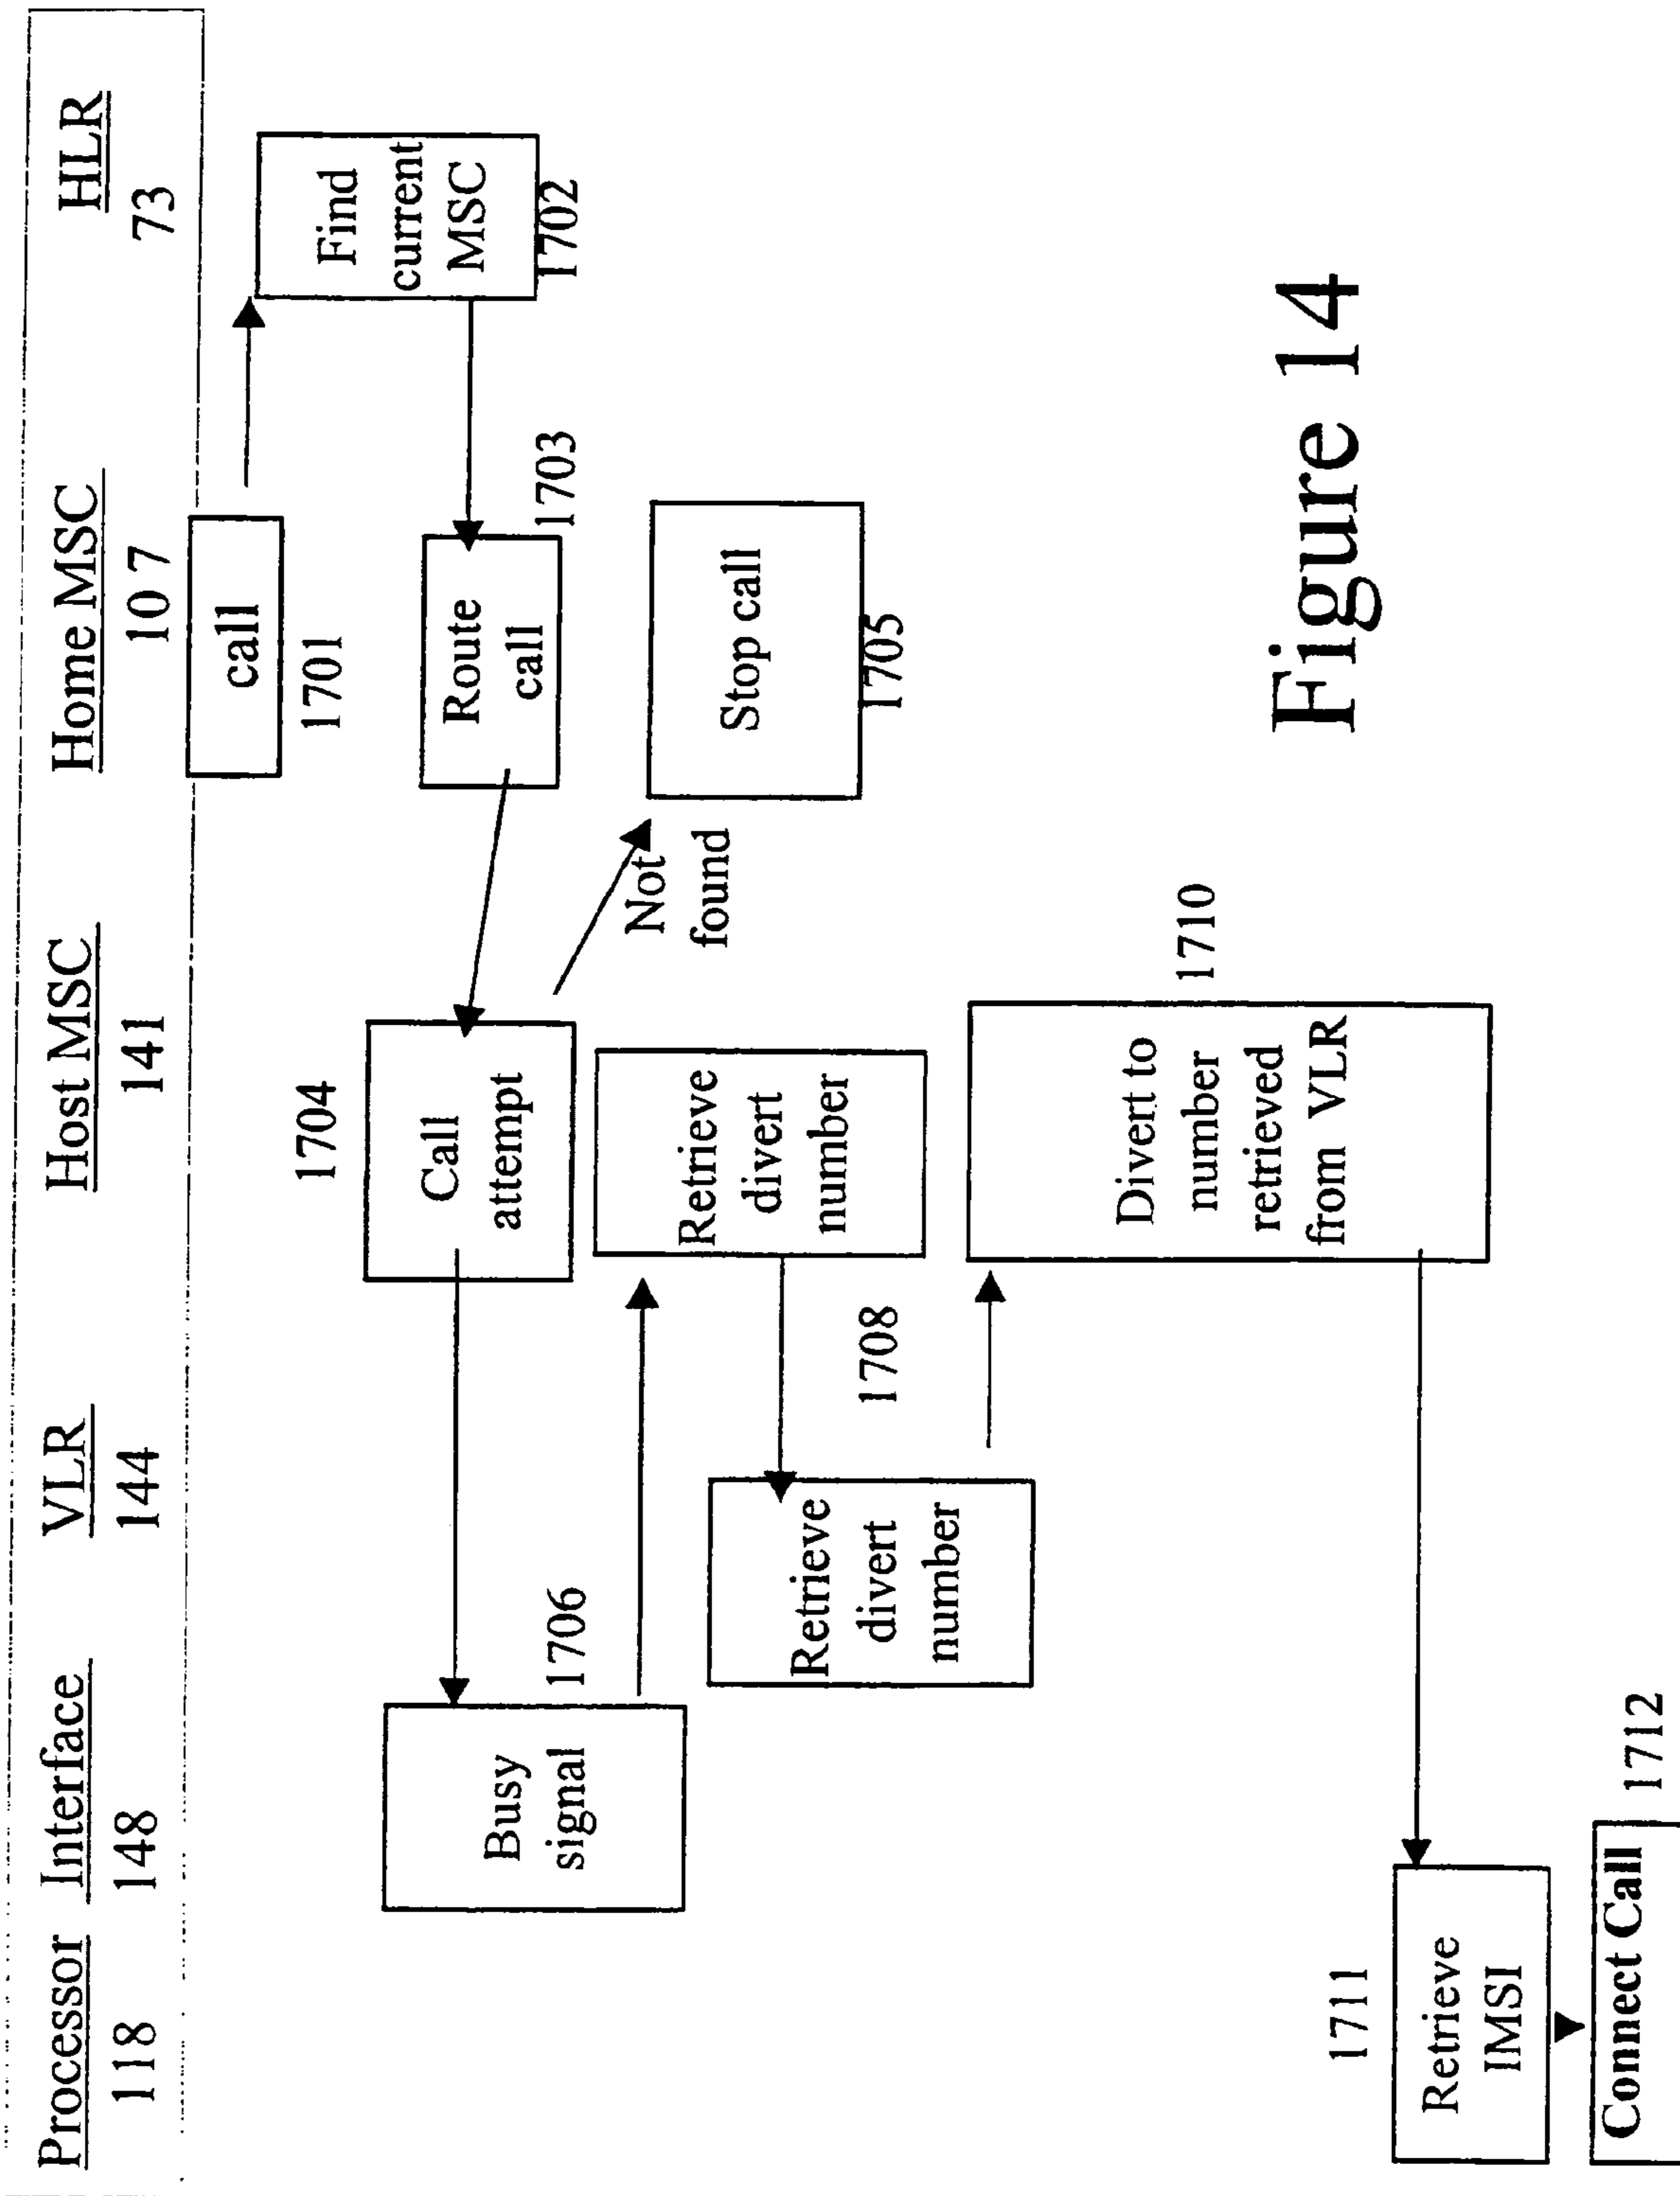 Processor Interface VLR Host MSC Home MSC HLR
118 148 144 141 10 7 73
call
1701
Find
current
MSC
1702
Route
call
1703
1704
Call
attempt
Not
found
Stop call
1705
Busy
signal
1706
Retrieve
divert
number
Retrieve
divert
number
1708
Divert to
number
retrieved
from VLR
1710
1711
Retrieve
IMSI
Connect Call
1712
Figure 14